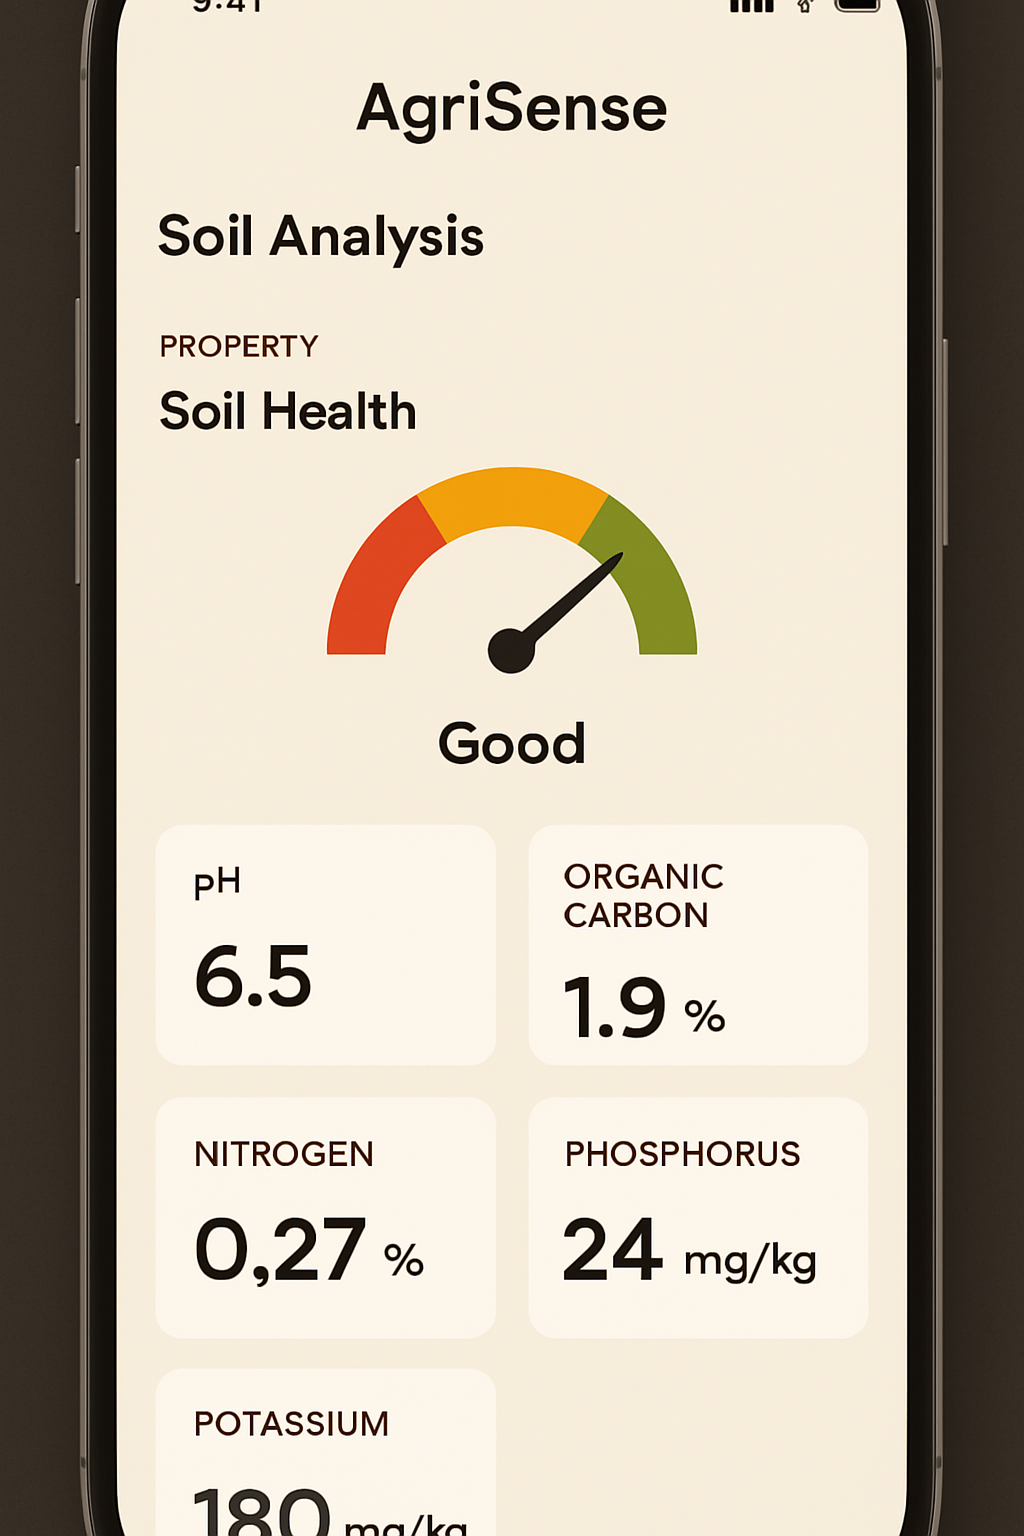 9:41
AgriSense
Soil Analysis
PROPERTY
Soil Health
Good
pH
6.5
ORGANIC
CARBON
1.9 %
NITROGEN
0,27 %
PHOSPHORUS
24 mg/kg
POTASSIUM
180 mg/kg